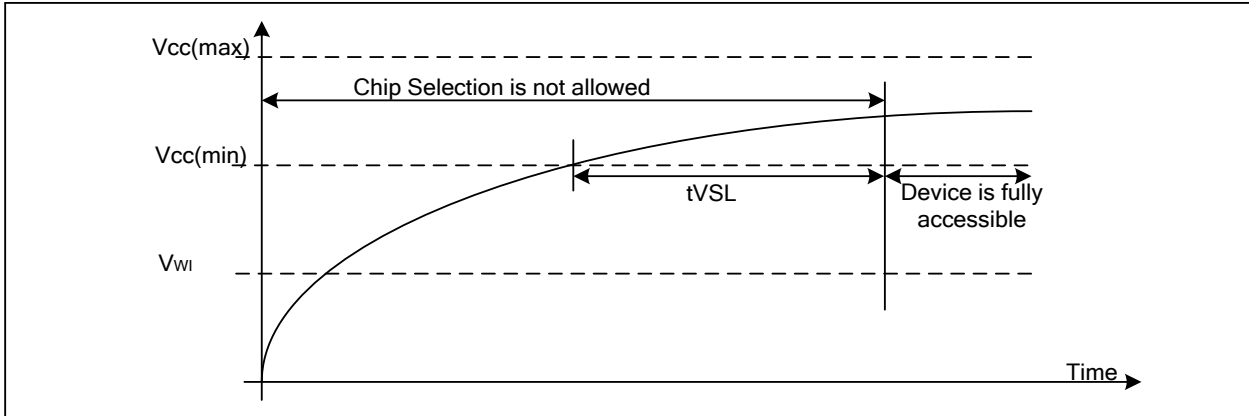 Vcc(max)
Chip Selection is not allowed
Vcc(min)
tVSL
Device is fully
accessible
VWI
Time